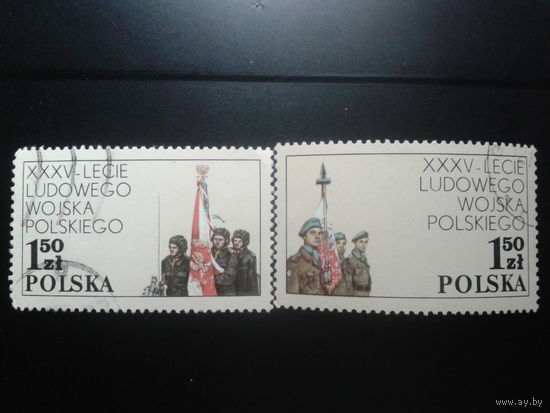 XXXV-LECIE
LUDOWEGO
WOJSKA
POLSKIEGO
1 50 zł
POLSKA
XXXV-LECIE
LUDOWEGO
WOJSKA
POLSKIEGO
1 50 zł
POLSKA
© www.ay.by